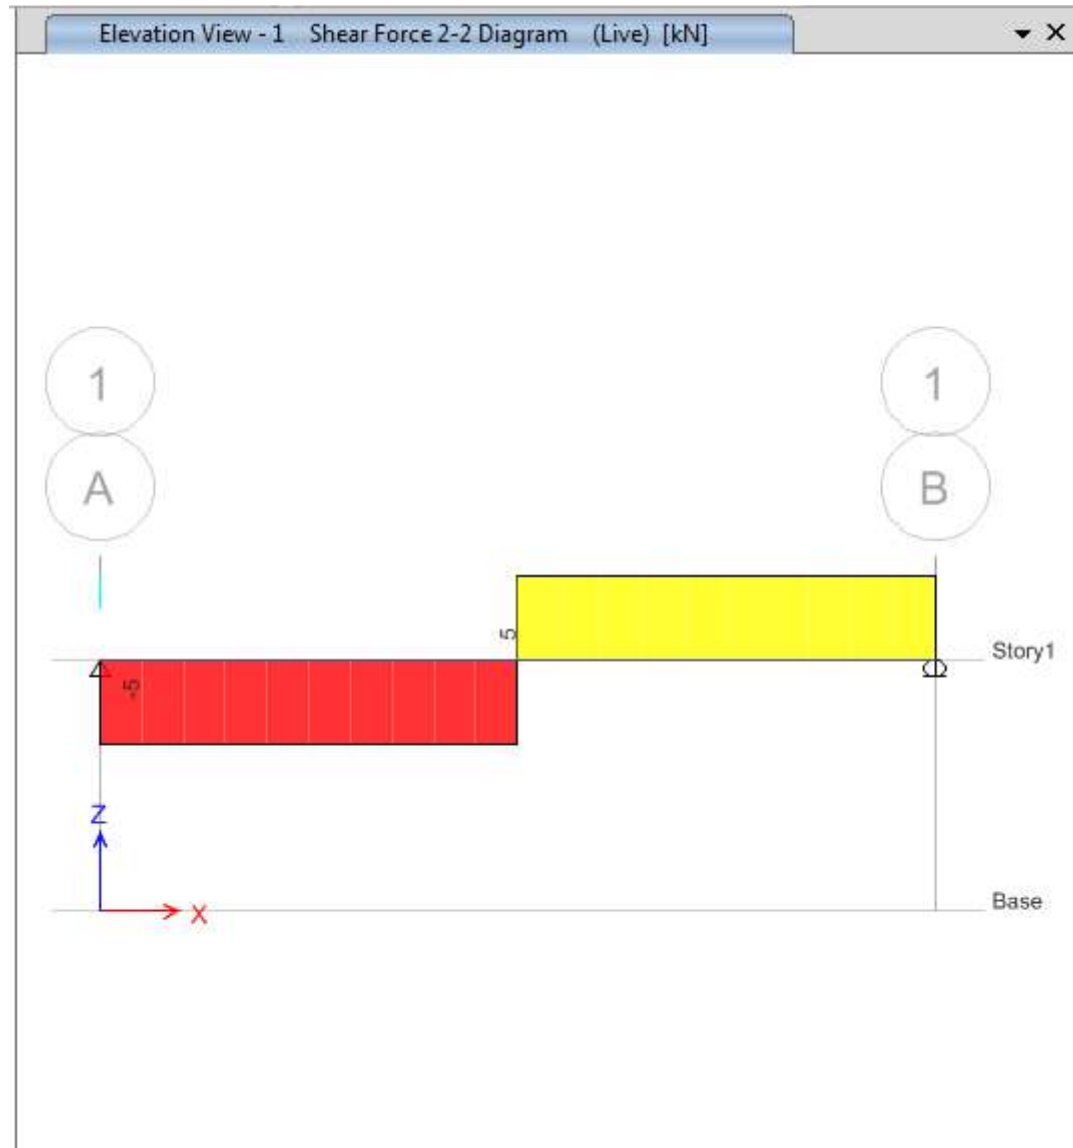 Elevation View - 1 Shear Force 2-2 Diagram (Live) [kN]
1 1
A B
5
Story1
-5
Z
X
Base